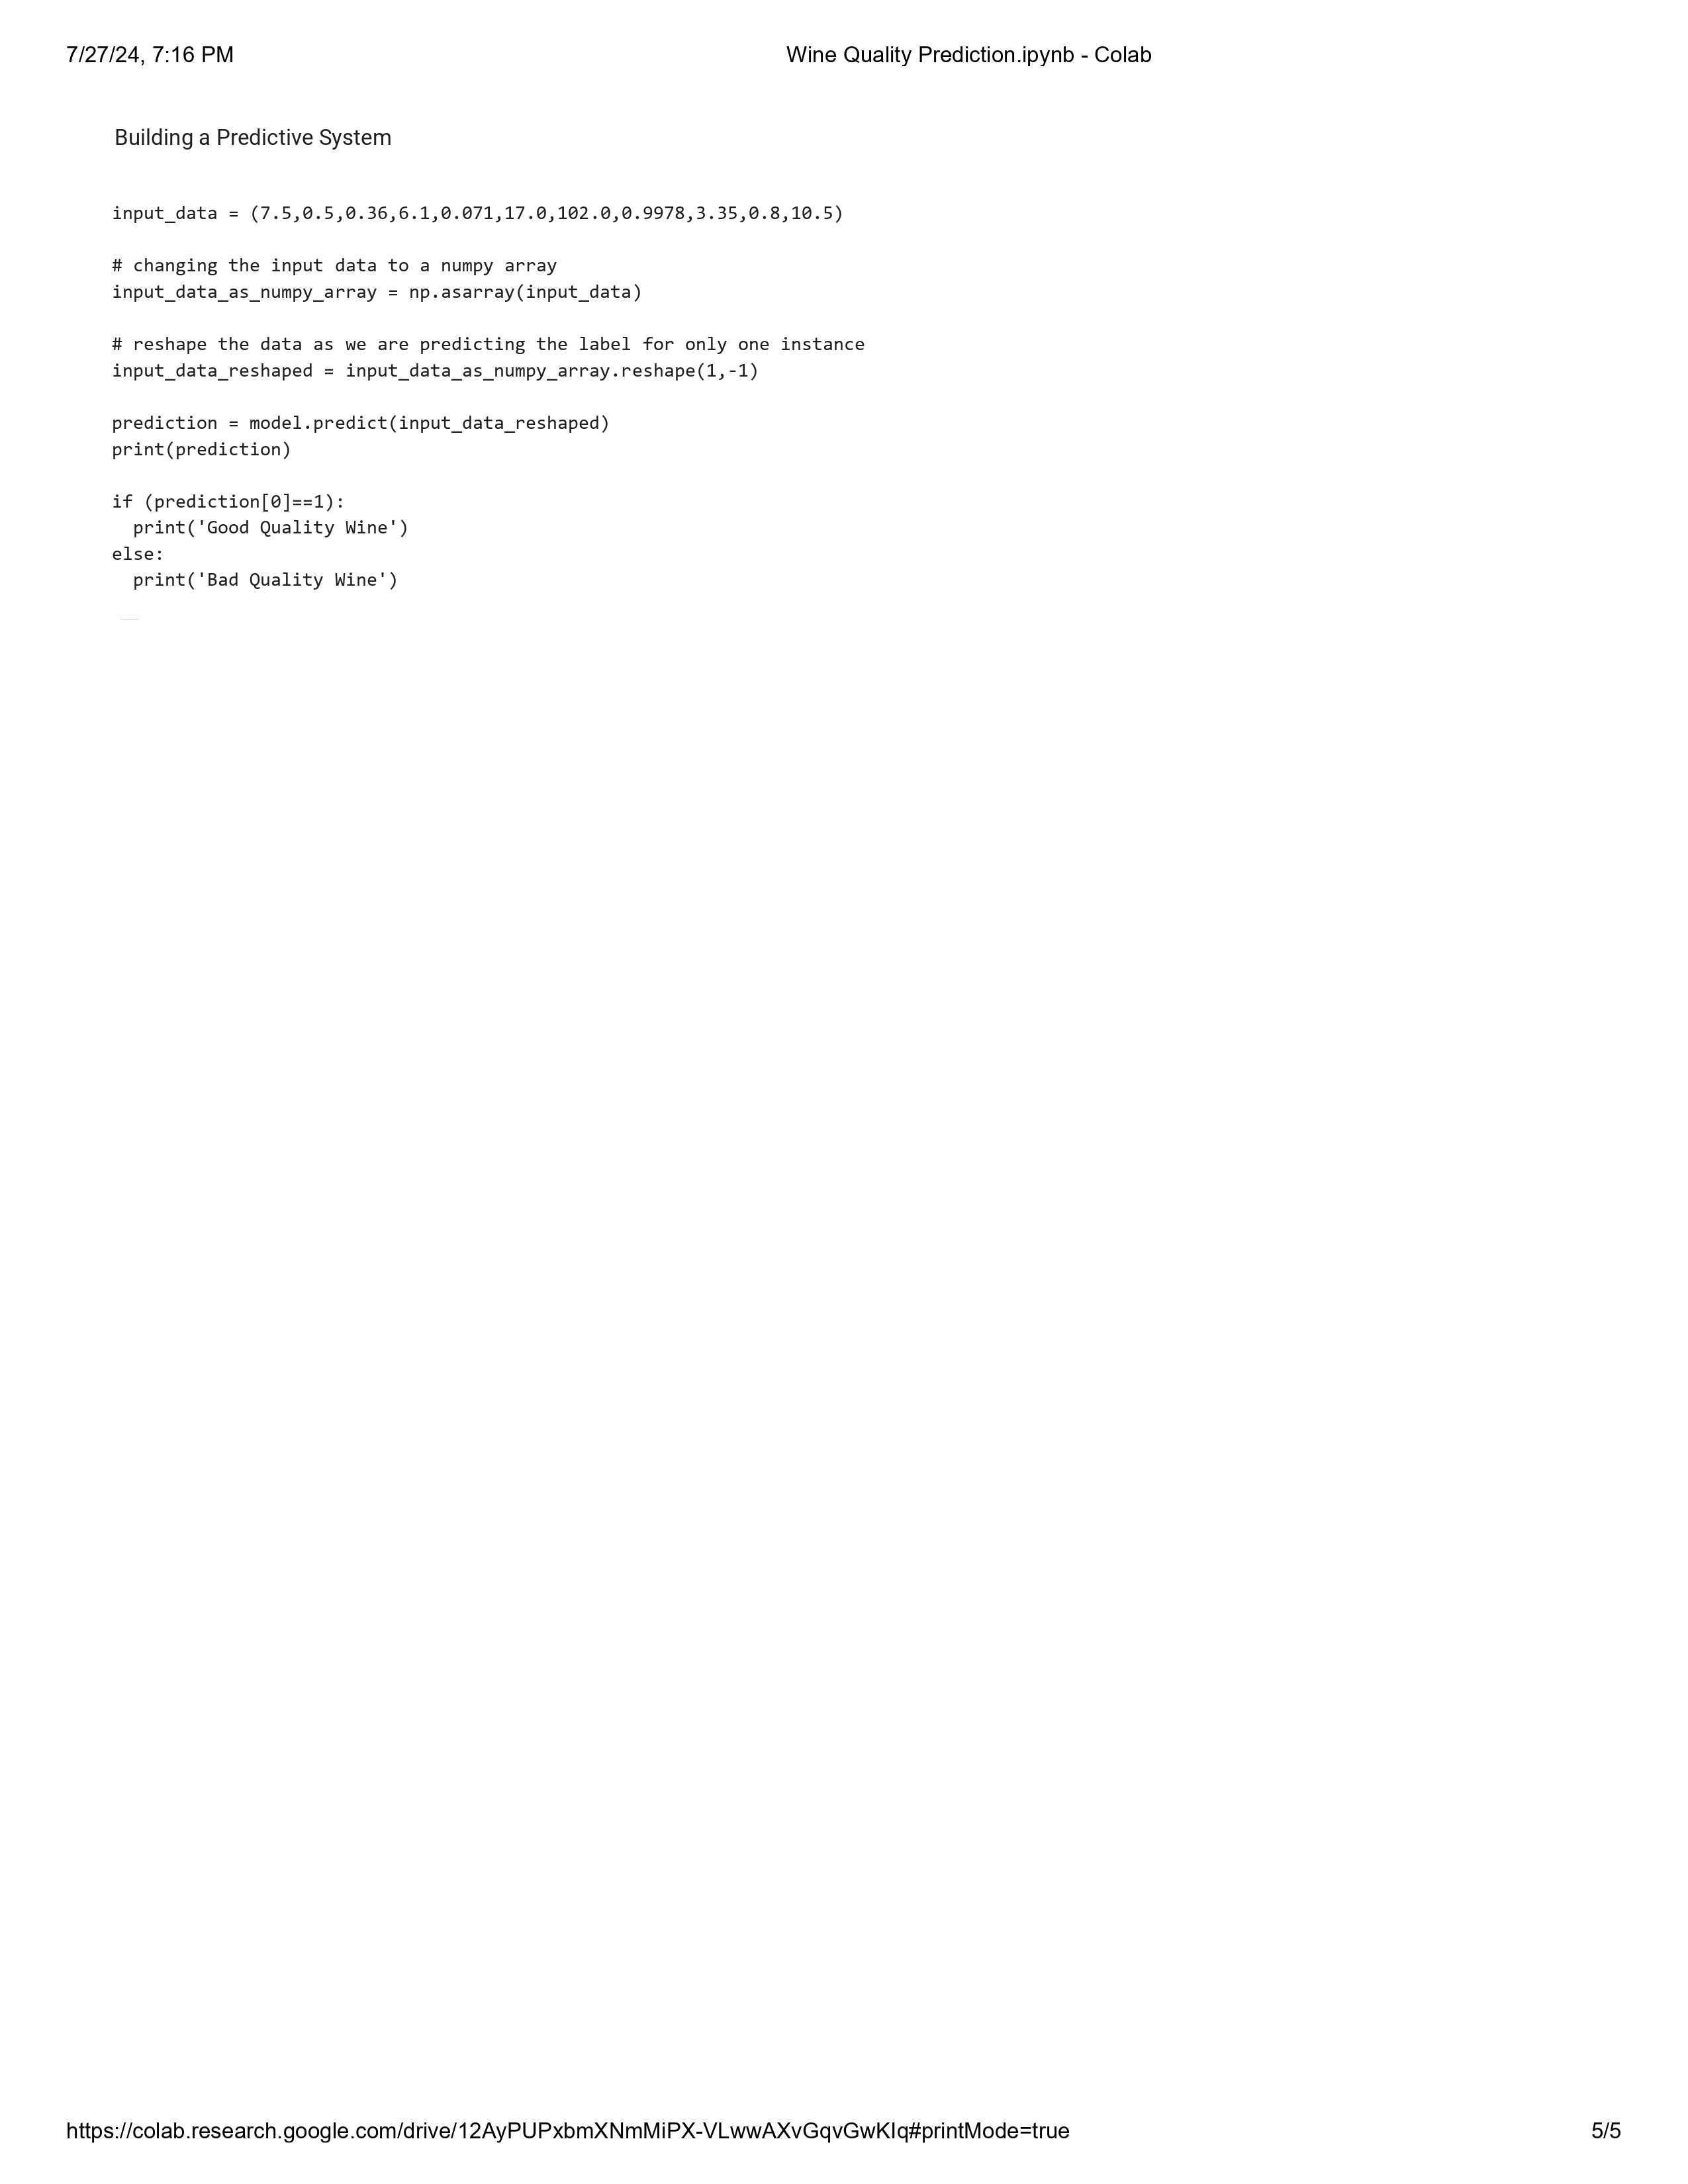 7/27/24, 7:16 PM
Wine Quality Prediction.ipynb - Colab
Building a Predictive System
input_data = (7.5,0.5,0.36,6.1,0.071,17.0,102.0,0.9978,3.35,0.8,10.5)
# changing the input data to a numpy array
input_data_as_numpy_array = np.asarray(input_data)
# reshape the data as we are predicting the label for only one instance
input_data_reshaped = input_data_as_numpy_array.reshape(1,-1)
prediction = model.predict(input_data_reshaped)
print(prediction)
if (prediction[0]==1):
  print('Good Quality Wine')
else:
  print('Bad Quality Wine')
https://colab.research.google.com/drive/12AyPUPxbmXNmMiPX-VLwwAXvGqvGwKIq#printMode=true
5/5